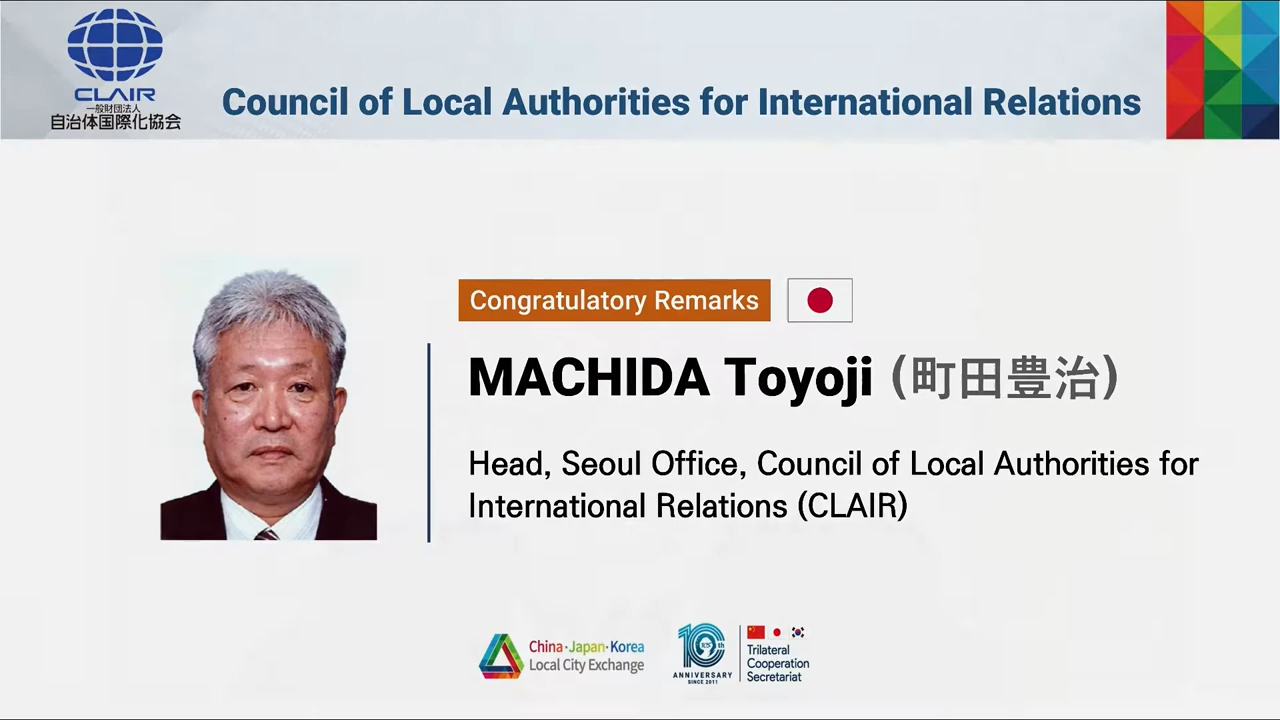 CLAIR
一般財団法人
自治体国際化協会
Council of Local Authorities for International Relations
Congratulatory Remarks
MACHIDA Toyoji (町田豊治)
Head, Seoul Office, Council of Local Authorities for
International Relations (CLAIR)
China·Japan·Korea
Local City Exchange
10th
TCS
ANNIVERSARY
SINCE 2011
Trilateral
Cooperation
Secretariat